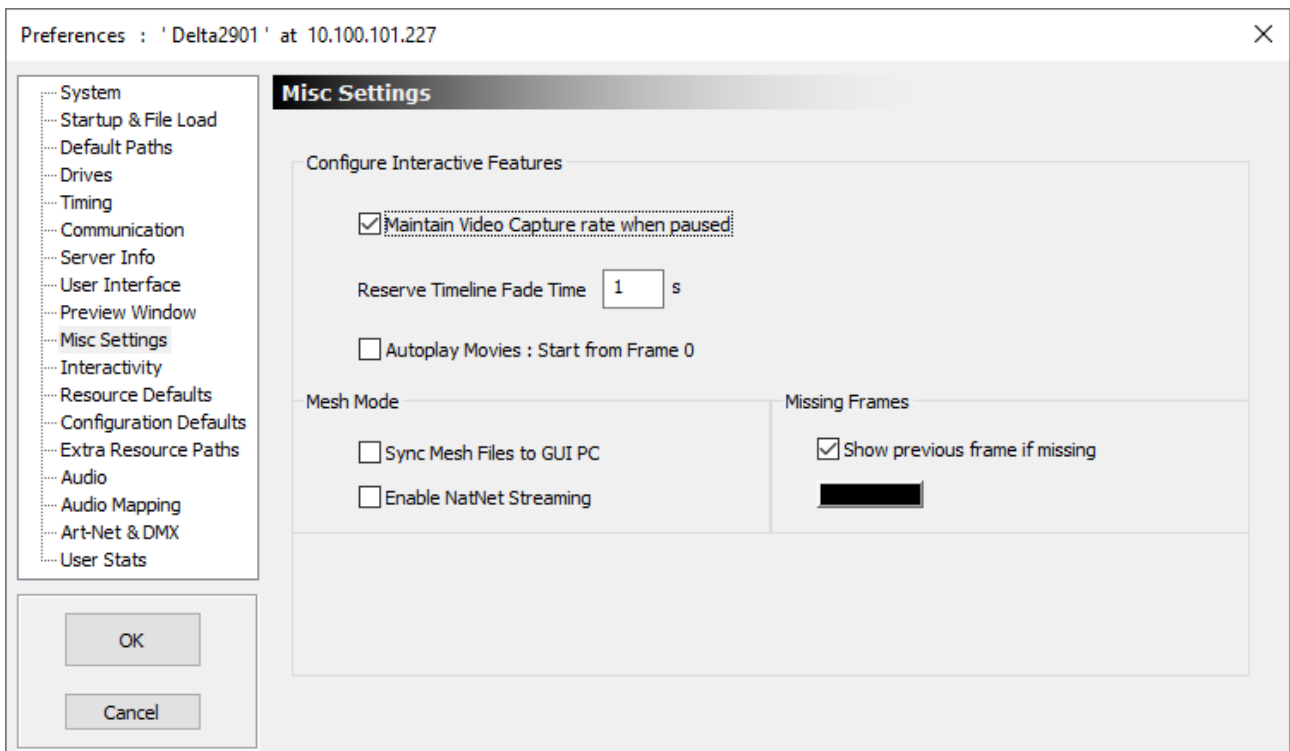 Preferences : 'Delta2901' at 10.100.101.227
System
Startup & File Load
Default Paths
Drives
Timing
Communication
Server Info
User Interface
Preview Window
Misc Settings
Interactivity
Resource Defaults
Configuration Defaults
Extra Resource Paths
Audio
Audio Mapping
Art-Net & DMX
User Stats
OK
Cancel
Misc Settings
Configure Interactive Features
Maintain Video Capture rate when paused
Reserve Timeline Fade Time 1 s
Autoplay Movies : Start from Frame 0
Mesh Mode
Sync Mesh Files to GUI PC
Enable NatNet Streaming
Missing Frames
Show previous frame if missing